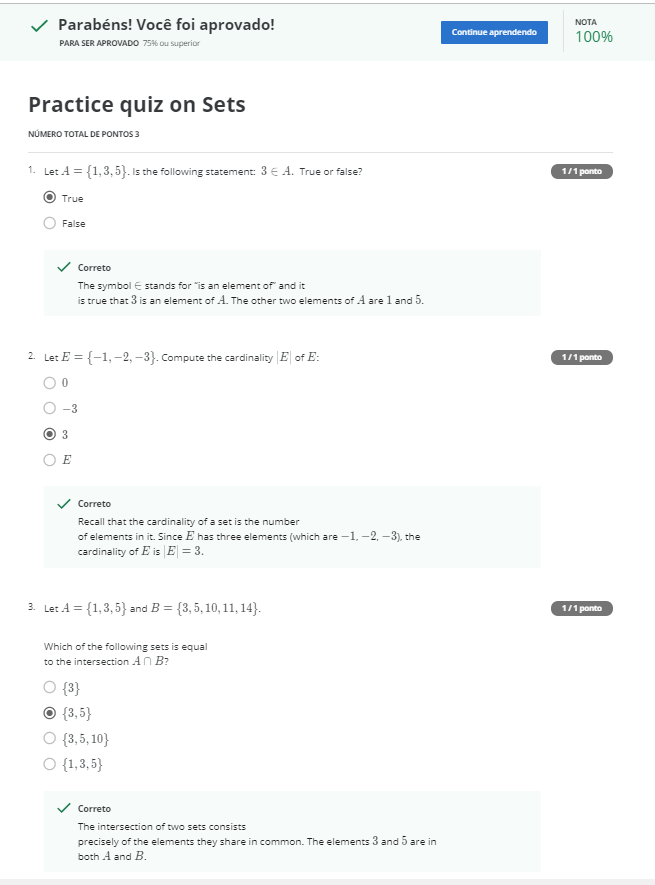 Parabéns! Você foi aprovado!
PARA SER APROVADO 75% ou superior
Continue aprendendo
NOTA
100%
Practice quiz on Sets
NÚMERO TOTAL DE PONTOS 3
1. Let A = {1, 3, 5}. Is the following statement: 3 ∈ A. True or false?
1 / 1 ponto
True
False
Correto
The symbol ∈ stands for "is an element of" and it
is true that 3 is an element of A. The other two elements of A are 1 and 5.
2. Let E = {−1, −2, −3}. Compute the cardinality |E| of E:
1 / 1 ponto
0
−3
3
E
Correto
Recall that the cardinality of a set is the number
of elements in it. Since E has three elements (which are −1, −2, −3), the
cardinality of E is |E| = 3.
3. Let A = {1, 3, 5} and B = {3, 5, 10, 11, 14}.
1 / 1 ponto
Which of the following sets is equal
to the intersection A ∩ B?
{3}
{3, 5}
{3, 5, 10}
{1, 3, 5}
Correto
The intersection of two sets consists
precisely of the elements they share in common. The elements 3 and 5 are in
both A and B.